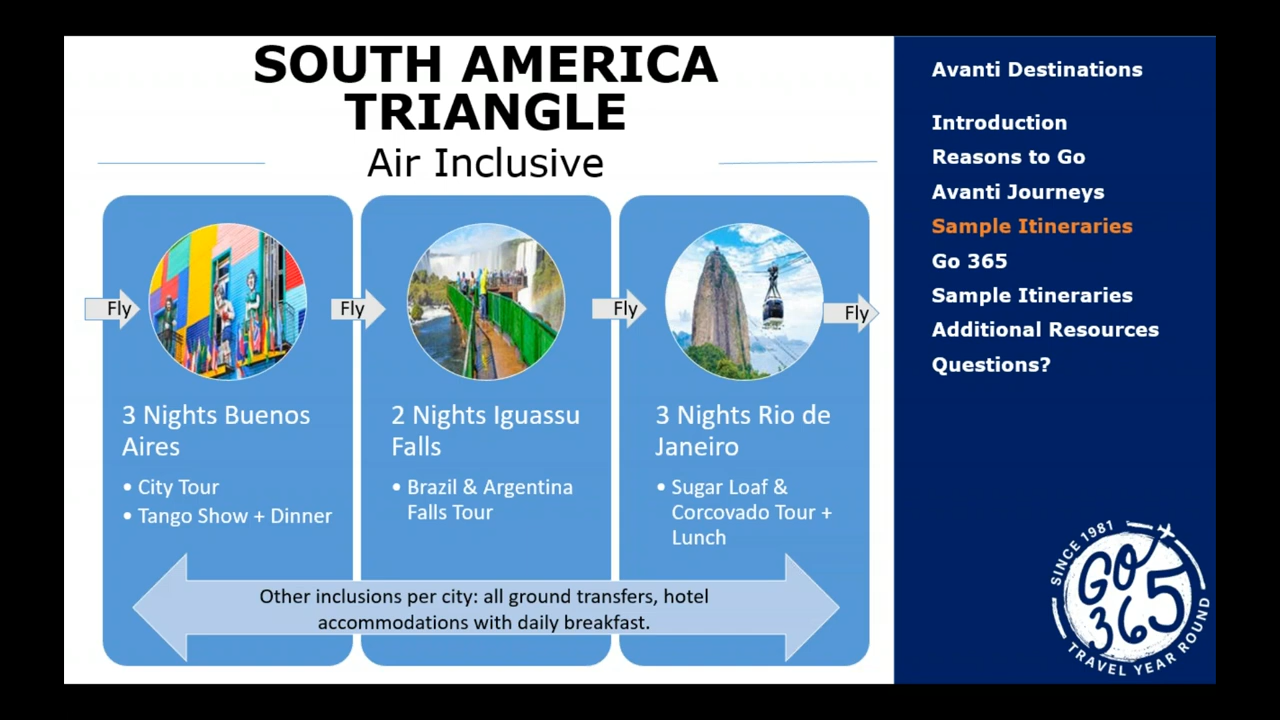 SOUTH AMERICA
TRIANGLE
Air Inclusive
Fly
Fly
Fly
Fly
3 Nights Buenos
Aires
• City Tour
• Tango Show + Dinner
2 Nights Iguassu
Falls
• Brazil & Argentina
Falls Tour
3 Nights Rio de
Janeiro
• Sugar Loaf &
Corcovado Tour +
Lunch
Other inclusions per city: all ground transfers, hotel
accommodations with daily breakfast.
Avanti Destinations
Introduction
Reasons to Go
Avanti Journeys
Sample Itineraries
Go 365
Sample Itineraries
Additional Resources
Questions?
SINCE 1981
GO
365
TRAVEL YEAR ROUND